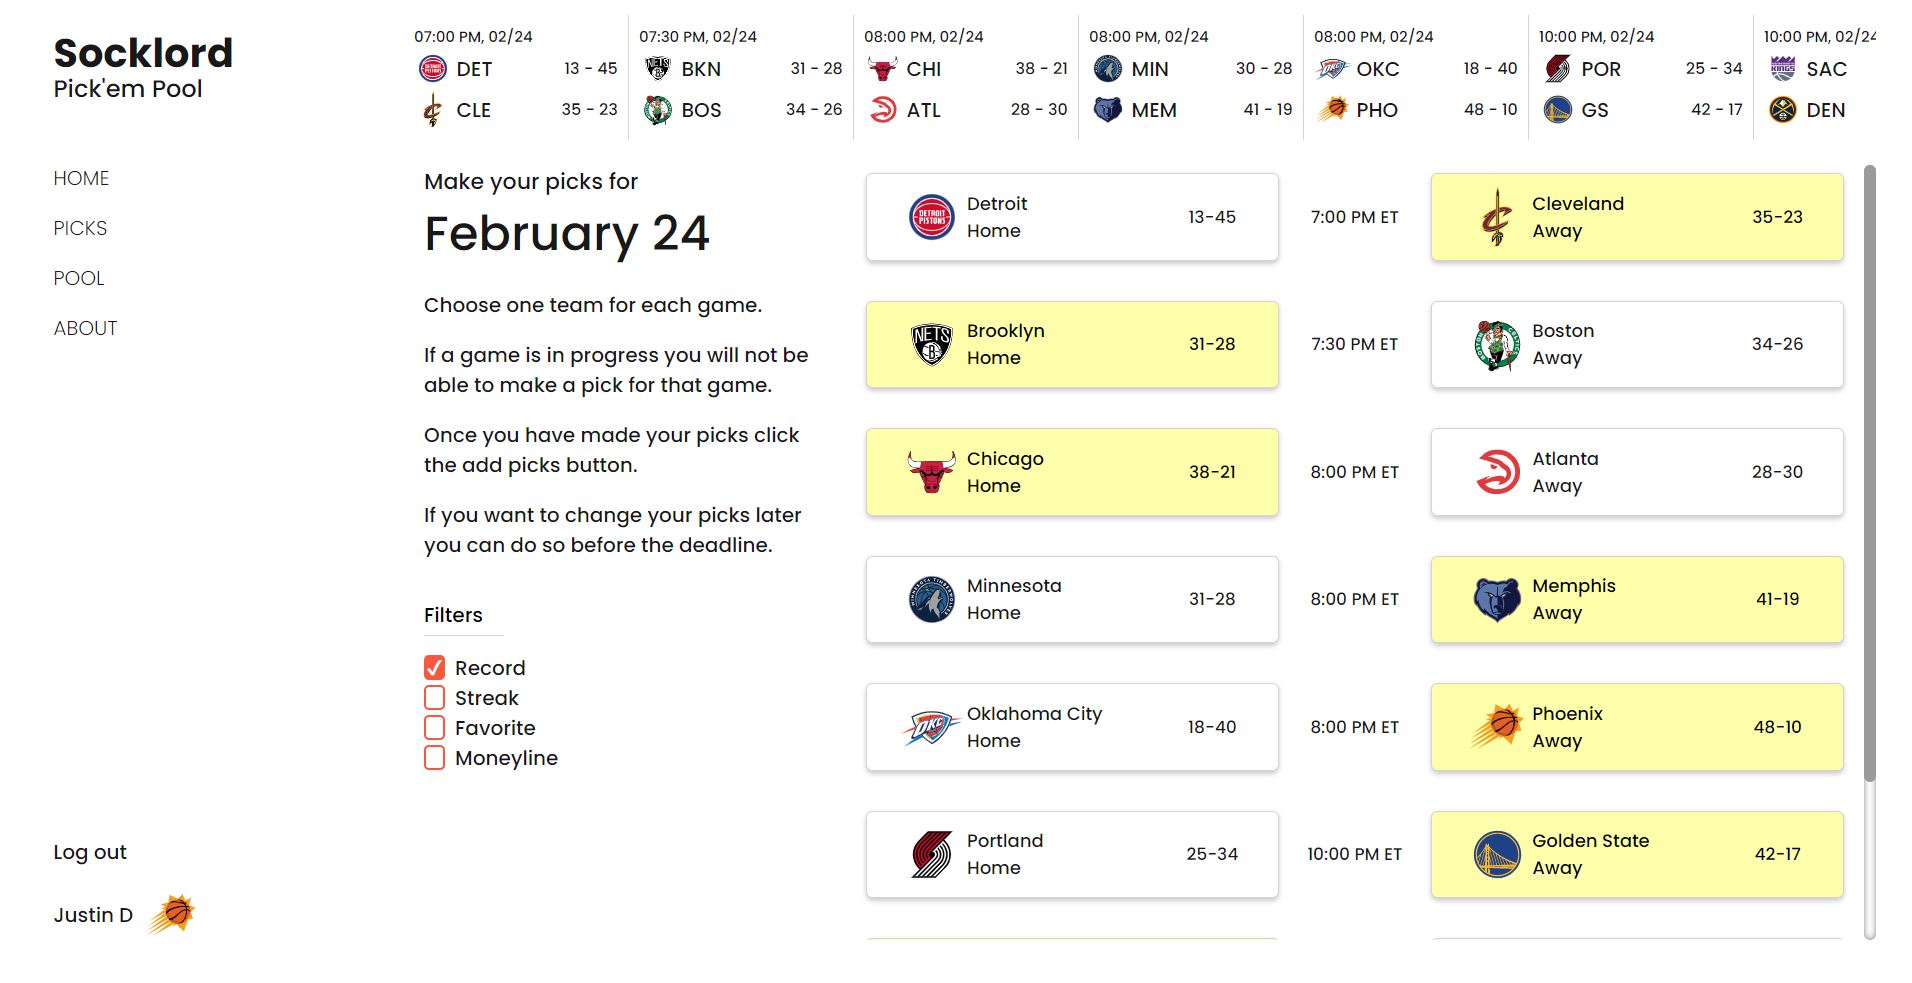 Socklord
Pick'em Pool
07:00 PM, 02/24
DET 13 - 45
CLE 35 - 23
07:30 PM, 02/24
BKN 31 - 28
BOS 34 - 26
08:00 PM, 02/24
CHI 38 - 21
ATL 28 - 30
08:00 PM, 02/24
MIN 30 - 28
MEM 41 - 19
08:00 PM, 02/24
OKC 18 - 40
PHO 48 - 10
10:00 PM, 02/24
POR 25 - 34
GS 42 - 17
10:00 PM, 02/24
SAC
DEN
HOME
PICKS
POOL
ABOUT
Log out
Justin D
Make your picks for
February 24
Choose one team for each game.
If a game is in progress you will not be
able to make a pick for that game.
Once you have made your picks click
the add picks button.
If you want to change your picks later
you can do so before the deadline.
Filters
Record
Streak
Favorite
Moneyline
Detroit
Home
13-45
7:00 PM ET
Cleveland
Away
35-23
NETS
B
Brooklyn
Home
31-28
7:30 PM ET
Boston
Away
34-26
Chicago
Home
38-21
8:00 PM ET
Atlanta
Away
28-30
Minnesota
Home
31-28
8:00 PM ET
Memphis
Away
41-19
OKC
Oklahoma City
Home
18-40
8:00 PM ET
Phoenix
Away
48-10
Portland
Home
25-34
10:00 PM ET
Golden State
Away
42-17